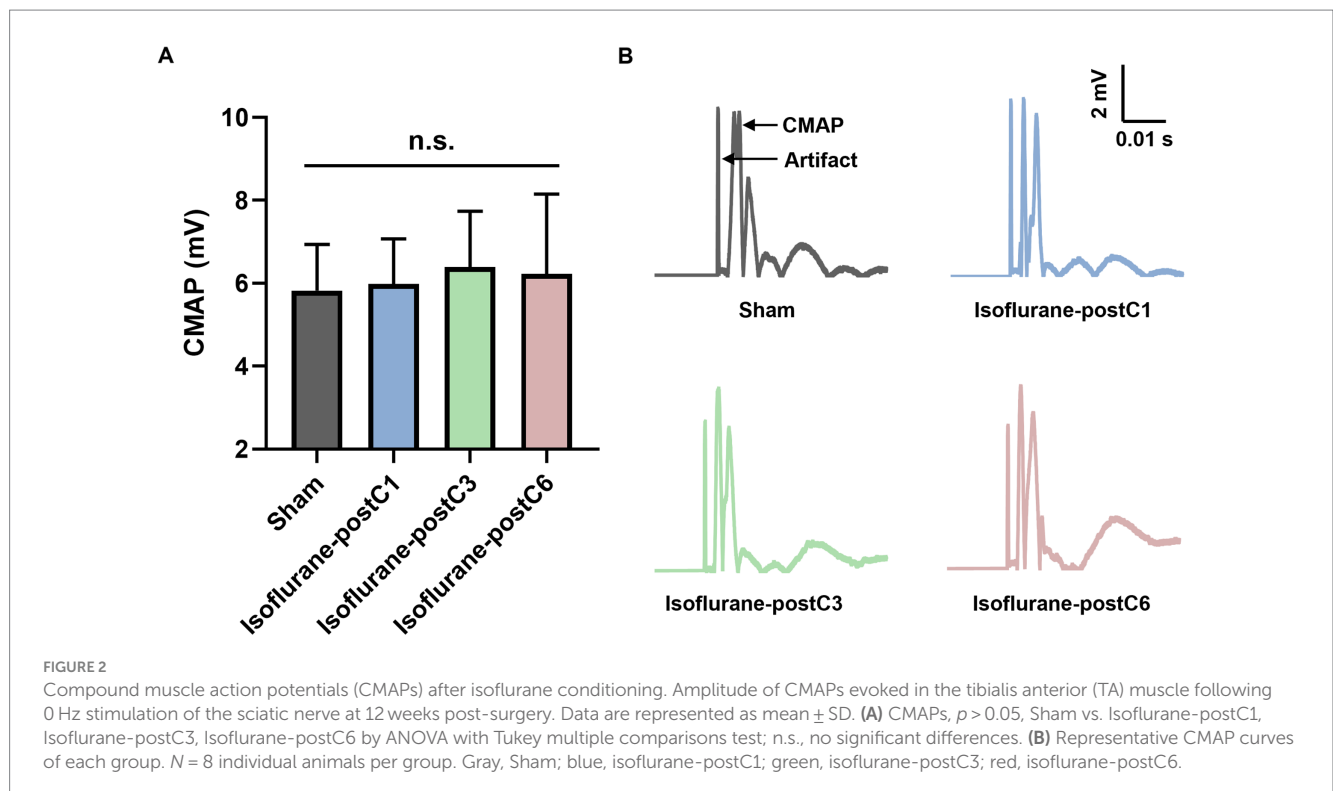 A
10
8
6
4
2
CMAP (mV)
n.s.
Sham
Isoflurane-postC1
Isoflurane-postC3
Isoflurane-postC6
B
CMAP
Artifact
2 mV
0.01 s
Sham
Isoflurane-postC1
Isoflurane-postC3
Isoflurane-postC6
FIGURE 2
Compound muscle action potentials (CMAPs) after isoflurane conditioning. Amplitude of CMAPs evoked in the tibialis anterior (TA) muscle following
0 Hz stimulation of the sciatic nerve at 12 weeks post-surgery. Data are represented as mean ± SD. (A) CMAPs, p > 0.05, Sham vs. Isoflurane-postC1,
Isoflurane-postC3, Isoflurane-postC6 by ANOVA with Tukey multiple comparisons test; n.s., no significant differences. (B) Representative CMAP curves
of each group. N = 8 individual animals per group. Gray, Sham; blue, isoflurane-postC1; green, isoflurane-postC3; red, isoflurane-postC6.